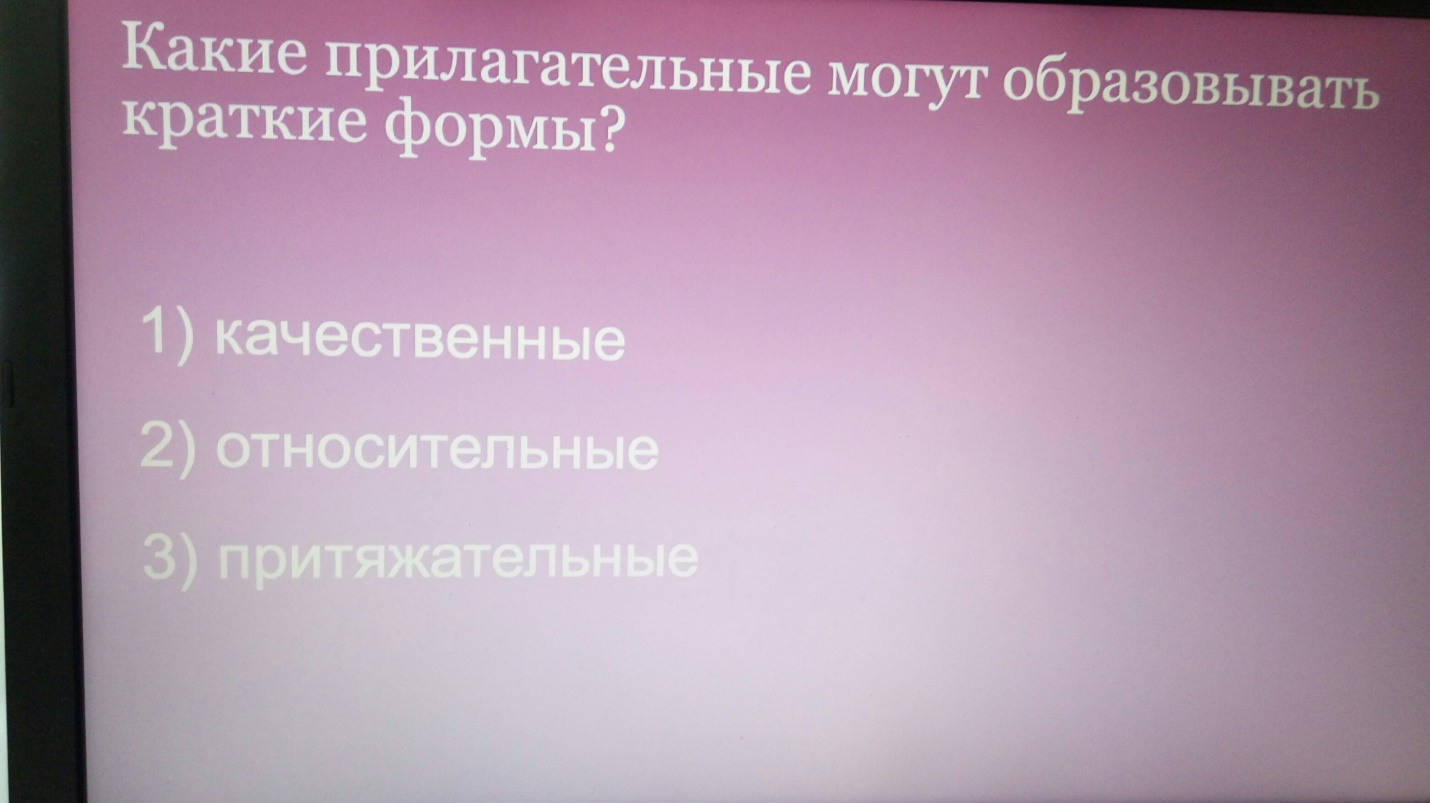 Какие прилагательные могут образовывать
краткие формы?
1) качественные
2) относительные
3) притяжательные